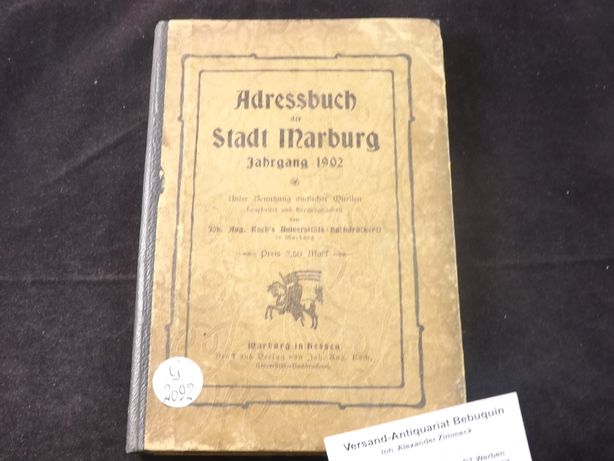 Adressbuch
der
Stadt Marburg
Jahrgang 1902
Unter Benutzung amtlicher Quellen
bearbeitet und herausgegeben
von
Joh. Aug. Koch's Universitäts-Buchdruckerei
in Marburg
Preis 2,50 Mark
Marburg in Hessen
Druck und Verlag von Joh. Aug. Koch,
Universitäts-Buchdruckerei.
Y
2092
Versand-Antiquariat Bebuquin
Inh. Alexander Zimmeck
Werben